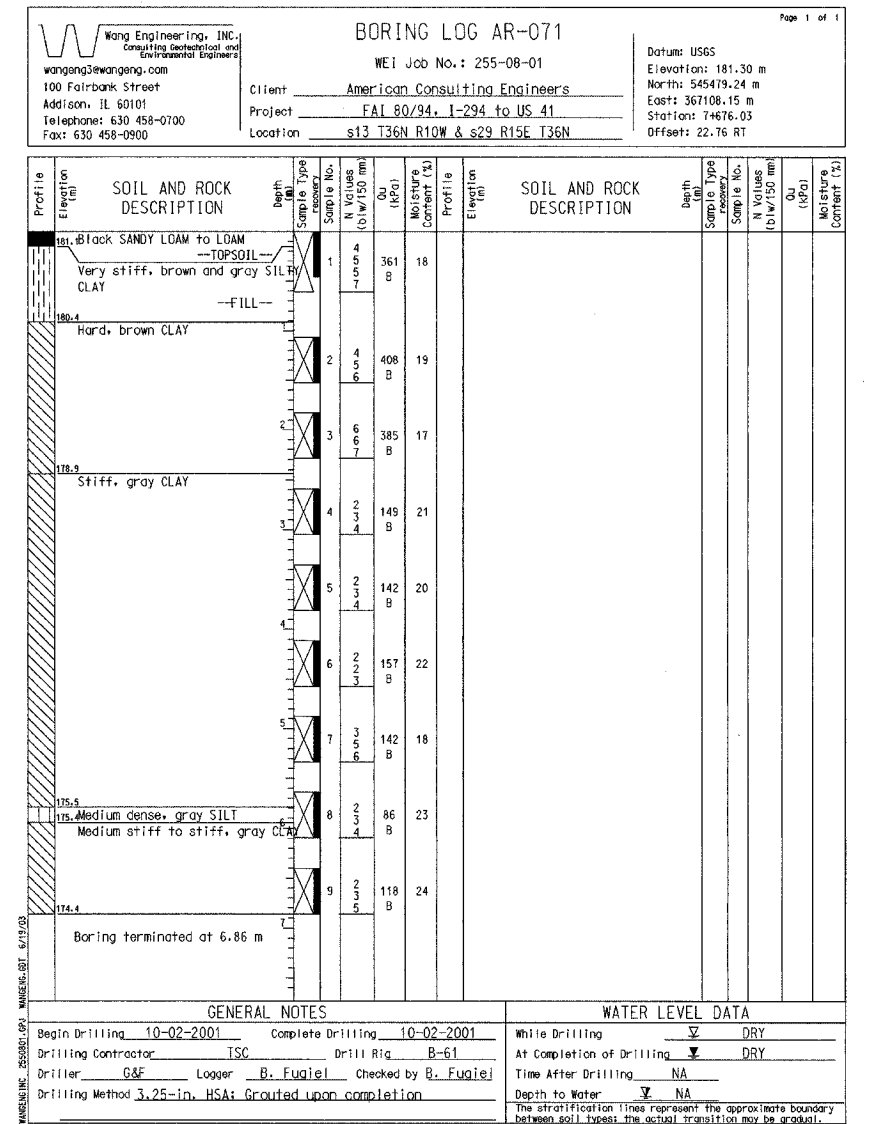 Page 1 of 1
Wang Engineering, INC.
Consulting Geotechnical and
Environmental Engineers
wangeng3@wangeng.com
100 Fairbank Street
Addison, IL 60101
Telephone: 630 458-0700
Fax: 630 458-0900
BORING LOG AR-071
WEI Job No.: 255-08-01
Client American Consulting Engineers
Project FAI 80/94, I-294 to US 41
Location s13 T36N R10W & s29 R15E T36N
Datum: USGS
Elevation: 181.30 m
North: 545479.24 m
East: 367108.15 m
Station: 7+676.03
Offset: 22.76 RT
Profile
Elevation (m)
SOIL AND ROCK
DESCRIPTION
Depth (m)
Sample Type
recovery
Sample No.
N Values (blw/150 mm)
Qu (kPa)
Moisture Content (%)
Profile
Elevation (m)
SOIL AND ROCK
DESCRIPTION
Depth (m)
Sample Type
recovery
Sample No.
N Values (blw/150 mm)
Qu (kPa)
Moisture Content (%)
181.1 Black SANDY LOAM to LOAM
--TOPSOIL--
Very stiff, brown and gray SILTY
CLAY
--FILL--
1 4 5 5 7 361 B 18
180.4
1
Hard, brown CLAY
2 4 5 6 408 B 19
2
3 6 6 7 385 B 17
178.9
Stiff, gray CLAY
4 2 3 4 149 B 21
3
5 2 3 4 142 B 20
4
6 2 2 3 157 B 22
5
7 3 5 6 142 B 18
175.5
175.4 Medium dense, gray SILT
6
Medium stiff to stiff, gray CLAY
8 2 3 4 86 B 23
9 2 3 5 118 B 24
174.4
7
Boring terminated at 6.86 m
WANGENGINC 2550801.GPJ WANGENG.GDT 6/19/03
GENERAL NOTES
Begin Drilling 10-02-2001 Complete Drilling 10-02-2001
Drilling Contractor TSC Drill Rig B-61
Driller G&F Logger B. Fugiel Checked by B. Fugiel
Drilling Method 3.25-in. HSA; Grouted upon completion
WATER LEVEL DATA
While Drilling DRY
At Completion of Drilling DRY
Time After Drilling NA
Depth to Water NA
The stratification lines represent the approximate boundary
between soil types; the actual transition may be gradual.